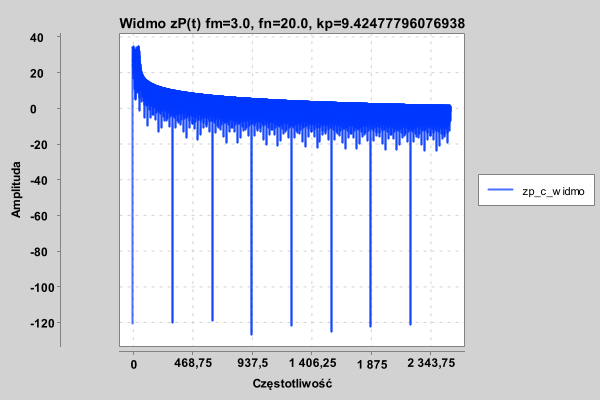 Widmo zP(t) fm=3.0, fn=20.0, kp=9.42477796076938
40
20
0
-20
-40
-60
-80
-100
-120
Amplituda
0 468,75 937,5 1 406,25 1 875 2 343,75
Częstotliwość
zp_c_widmo